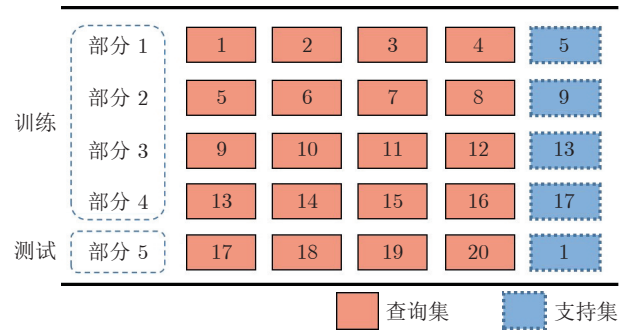 部分 1 1 2 3 4 5
部分 2 5 6 7 8 9
训练
部分 3 9 10 11 12 13
部分 4 13 14 15 16 17
测试 部分 5 17 18 19 20 1
查询集 支持集